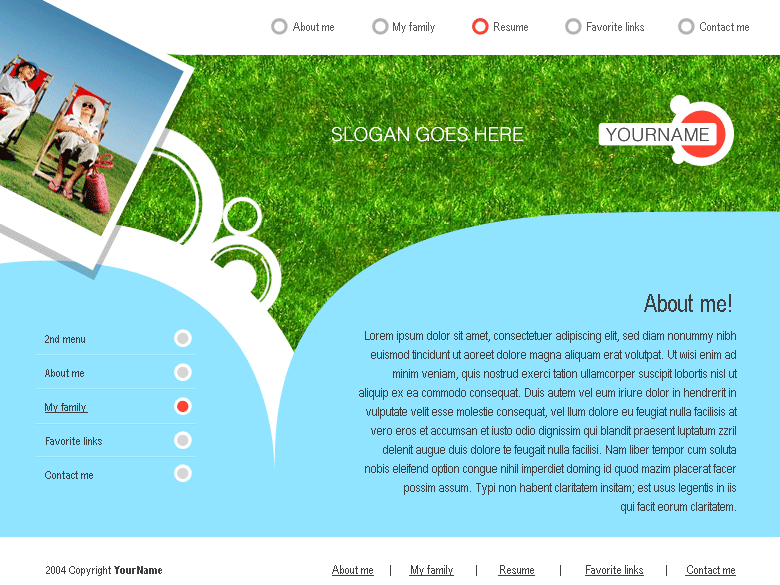 About me My family Resume Favorite links Contact me
SLOGAN GOES HERE
YOURNAME
About me!
Lorem ipsum dolor sit amet, consectetuer adipiscing elit, sed diam nonummy nibh
euismod tincidunt ut aoreet dolore magna aliquam erat volutpat. Ut wisi enim ad
minim veniam, quis nostrud exerci tation ullamcorper suscipit lobortis nisl ut
aliquip ex ea commodo consequat. Duis autem vel eum iriure dolor in hendrerit in
vulputate velit esse molestie consequat, vel llum dolore eu feugiat nulla facilisis at
vero eros et accumsan et iusto odio dignissim qui blandit praesent luptatum zzril
delenit augue duis dolore te feugait nulla facilisi. Nam liber tempor cum soluta
nobis eleifend option congue nihil imperdiet doming id quod mazim placerat facer
possim assum. Typi non habent claritatem insitam; est usus legentis in iis
qui facit eorum claritatem.
2nd menu
About me
My family
Favorite links
Contact me
2004 Copyright YourName
About me | My family | Resume | Favorite links | Contact me